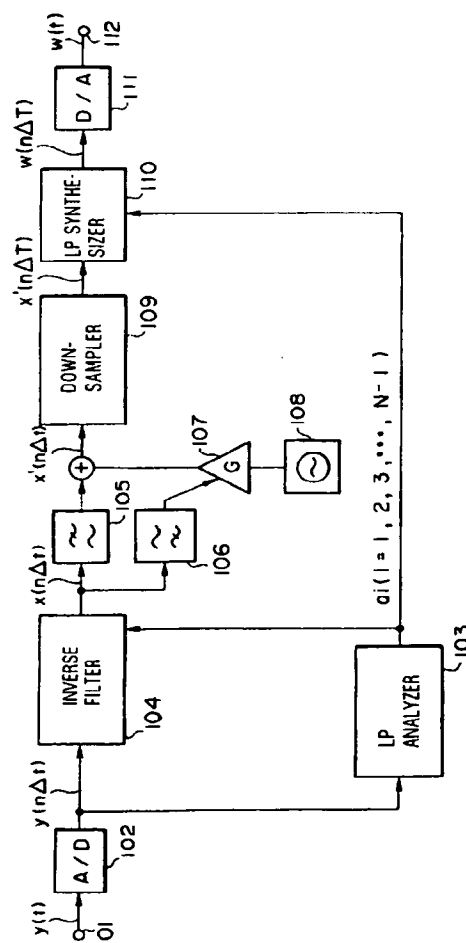 y(t)
01
A/D
102
y(nΔt)
INVERSE
FILTER
104
x(nΔt)
105
106
x'(nΔt)
+
G
107
108
DOWN-
SAMPLER
109
x'(nΔT)
LP SYNTHE-
SIZER
110
w(nΔT)
D/A
111
w(t)
112
LP
ANALYZER
103
ai(i=1, 2, 3, ···, N-1)